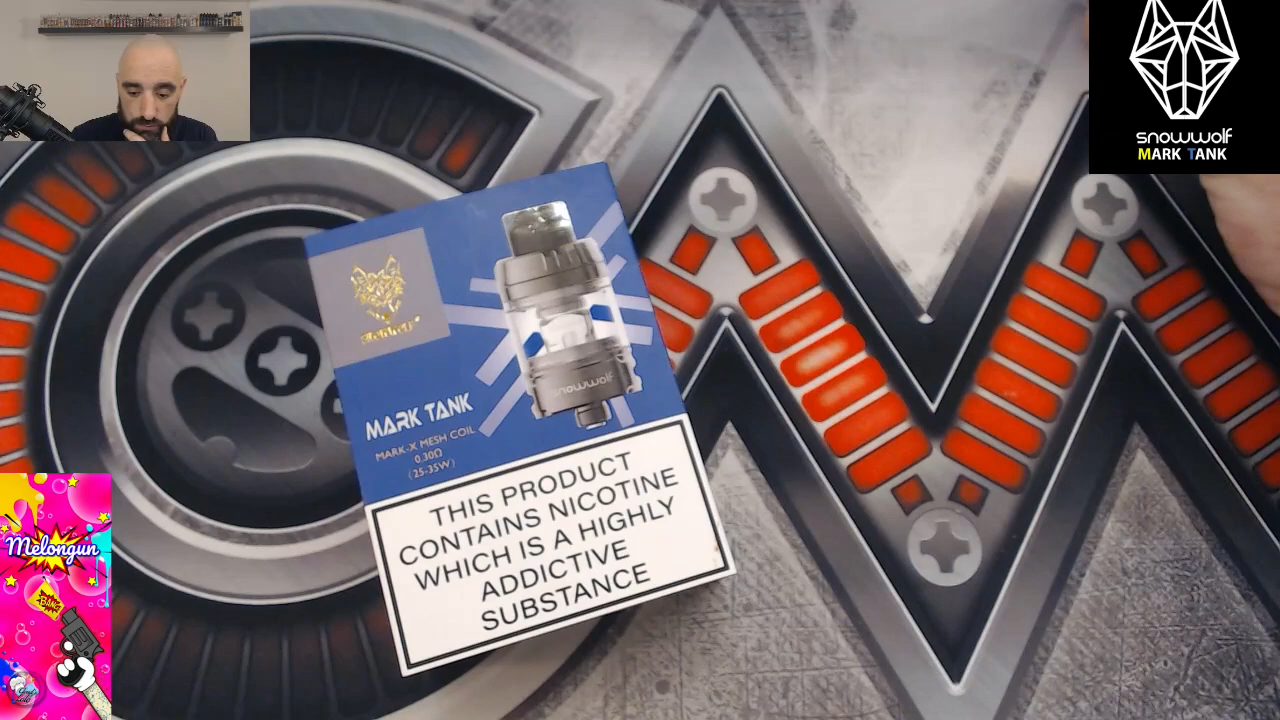 snowwolf
MARK TANK
snowwolf
MARK TANK
MARK-X MESH COIL
0.30Ω
(25-35W)
THIS PRODUCT
CONTAINS NICOTINE
WHICH IS A HIGHLY
ADDICTIVE
SUBSTANCE
Melongun
BANG